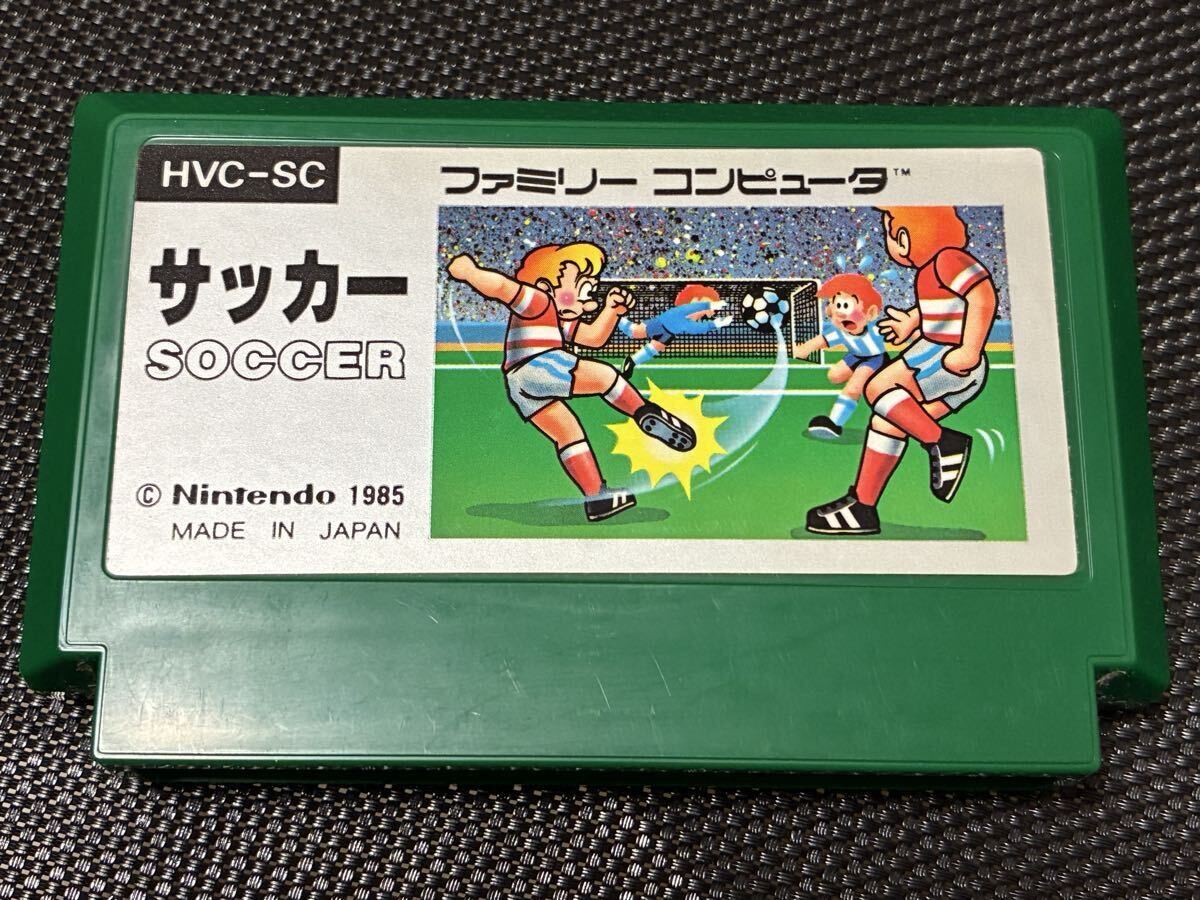 HVC-SC
ファミリー コンピュータ™
サッカー
SOCCER
© Nintendo 1985
MADE IN JAPAN